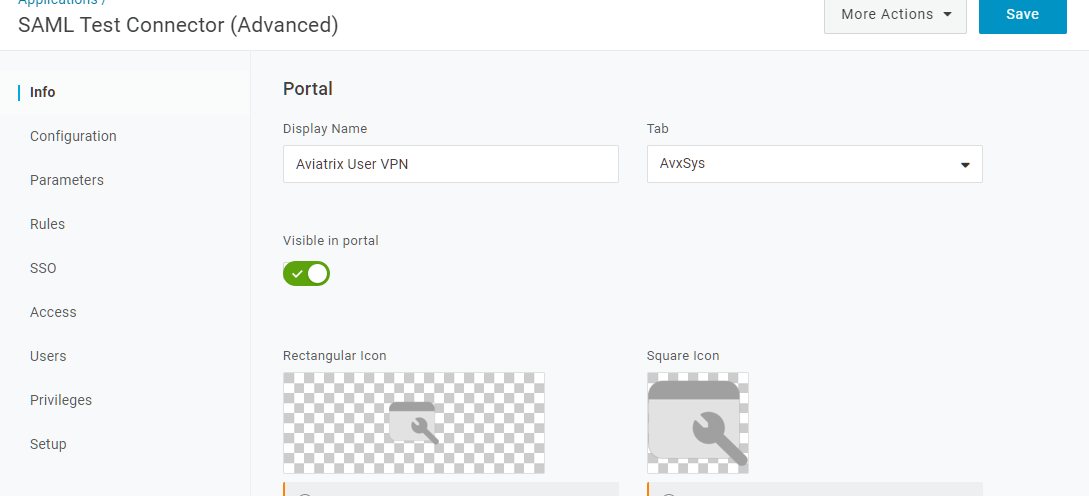 Applications /
SAML Test Connector (Advanced)
More Actions
Save
Info
Configuration
Parameters
Rules
SSO
Access
Users
Privileges
Setup
Portal
Display Name
Tab
Aviatrix User VPN
AvxSys
Visible in portal
Rectangular Icon
Square Icon